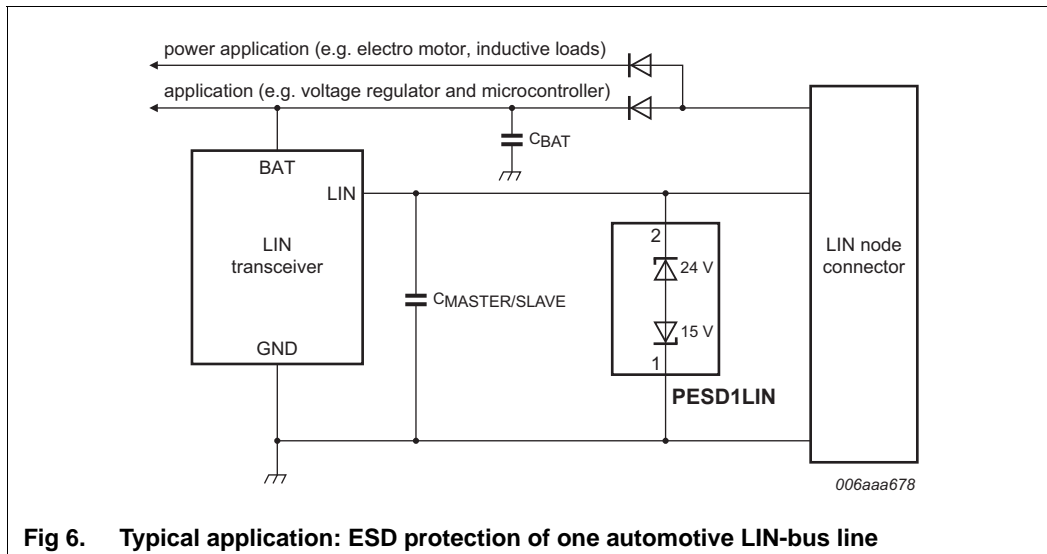 power application (e.g. electro motor, inductive loads)
application (e.g. voltage regulator and microcontroller)
CBAT
BAT
LIN
LIN
transceiver
GND
CMASTER/SLAVE
2
24 V
15 V
1
PESD1LIN
LIN node
connector
006aaa678
Fig 6. Typical application: ESD protection of one automotive LIN-bus line